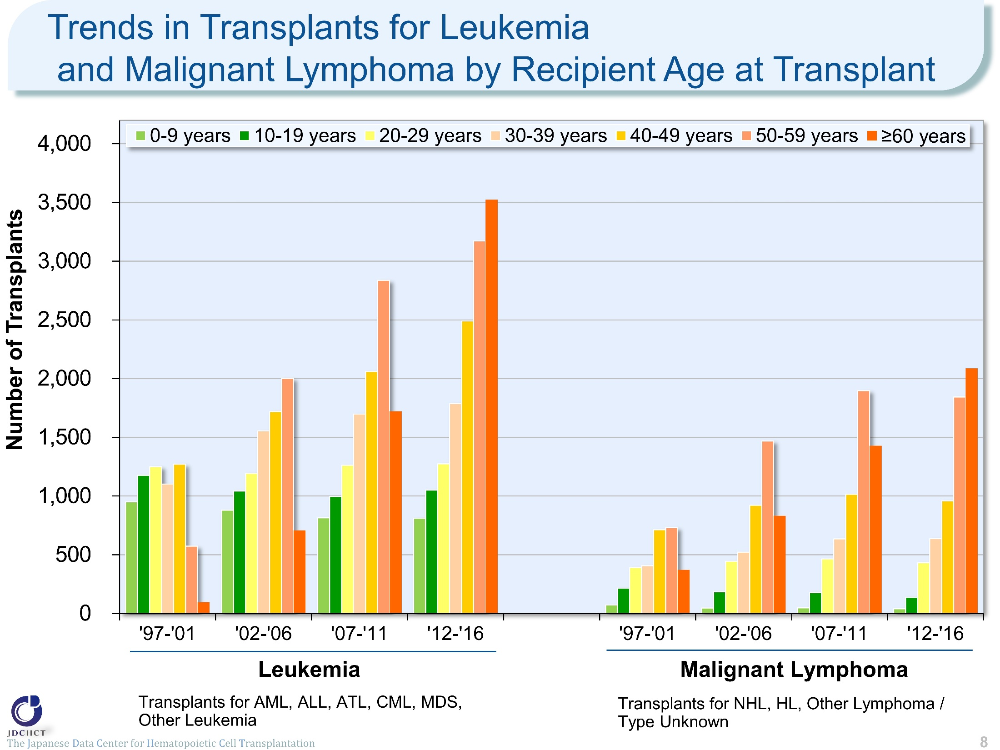 Trends in Transplants for Leukemia
and Malignant Lymphoma by Recipient Age at Transplant
0-9 years 10-19 years 20-29 years 30-39 years 40-49 years 50-59 years ≥60 years
Number of Transplants
4,000
3,500
3,000
2,500
2,000
1,500
1,000
500
0
'97-'01 '02-'06 '07-'11 '12-'16 '97-'01 '02-'06 '07-'11 '12-'16
Leukemia
Malignant Lymphoma
Transplants for AML, ALL, ATL, CML, MDS,
Other Leukemia
Transplants for NHL, HL, Other Lymphoma /
Type Unknown
JDCHCT
The Japanese Data Center for Hematopoietic Cell Transplantation
8